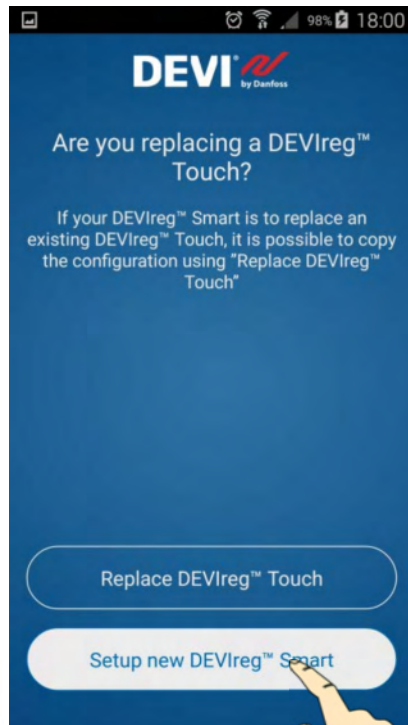 98% 18:00
DEVI®
by Danfoss
Are you replacing a DEVIreg™
Touch?
If your DEVIreg™ Smart is to replace an
existing DEVIreg™ Touch, it is possible to copy
the configuration using "Replace DEVIreg™
Touch"
Replace DEVIreg™ Touch
Setup new DEVIreg™ Smart